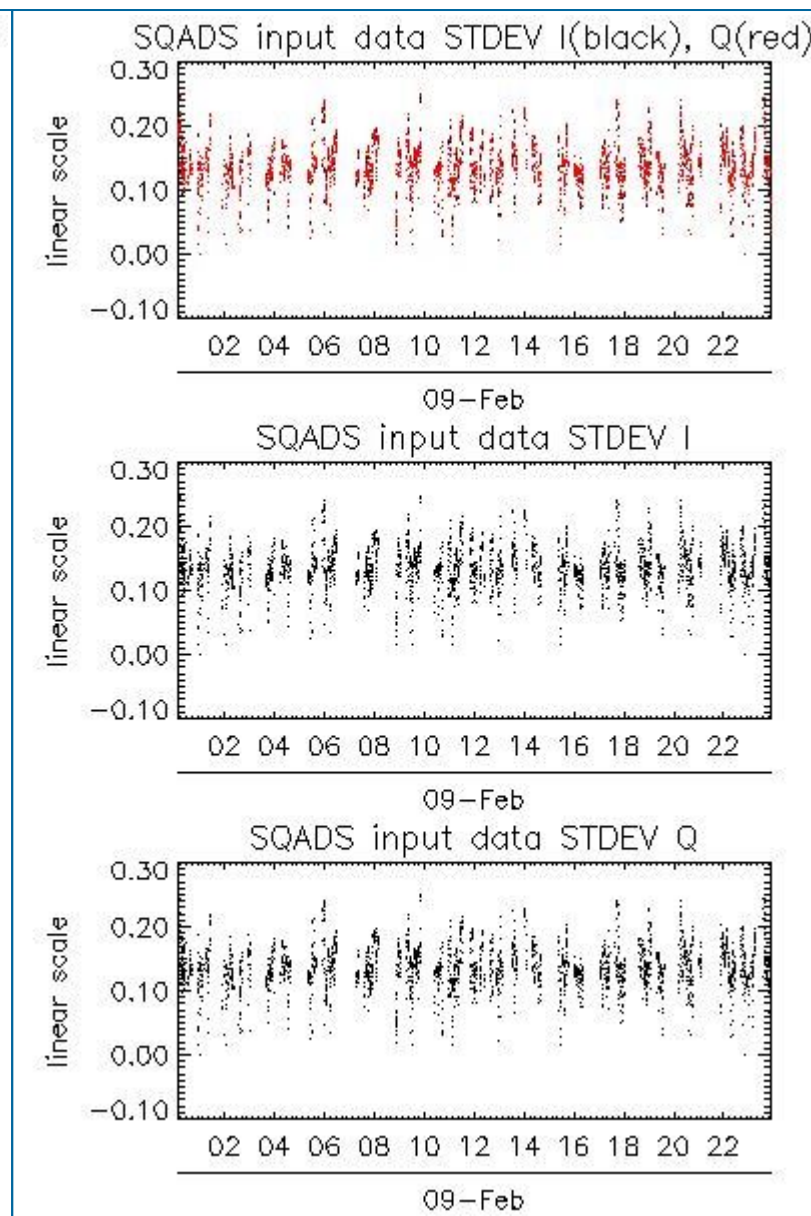 SQADS input data STDEV I(black), Q(red)
0.30
0.20
0.10
0.00
-0.10
linear scale
02 04 06 08 10 12 14 16 18 20 22
09-Feb
SQADS input data STDEV I
0.30
0.20
0.10
0.00
-0.10
linear scale
02 04 06 08 10 12 14 16 18 20 22
09-Feb
SQADS input data STDEV Q
0.30
0.20
0.10
0.00
-0.10
linear scale
02 04 06 08 10 12 14 16 18 20 22
09-Feb